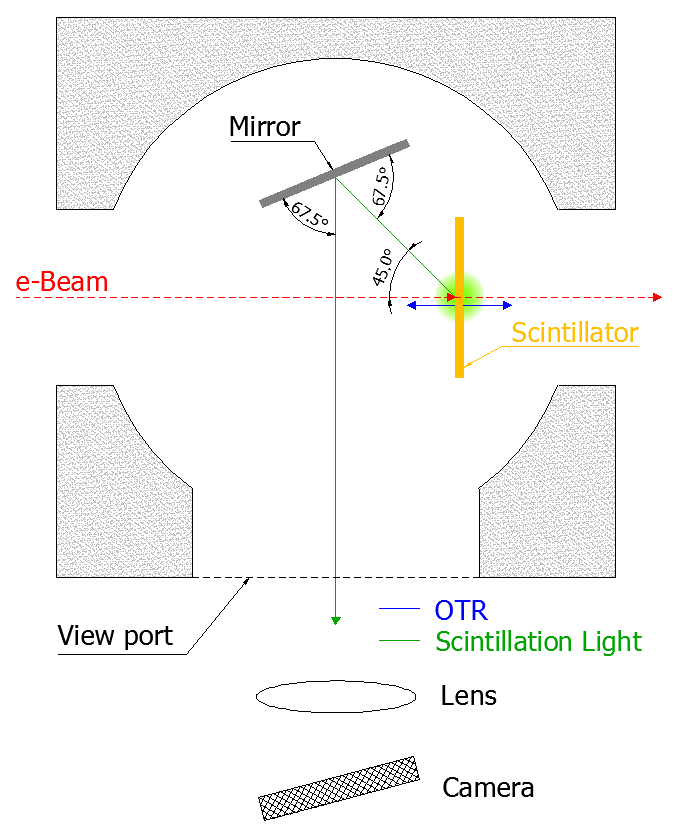 Mirror
67.5°
67.5°
45.0°
e-Beam
Scintillator
View port
OTR
Scintillation Light
Lens
Camera